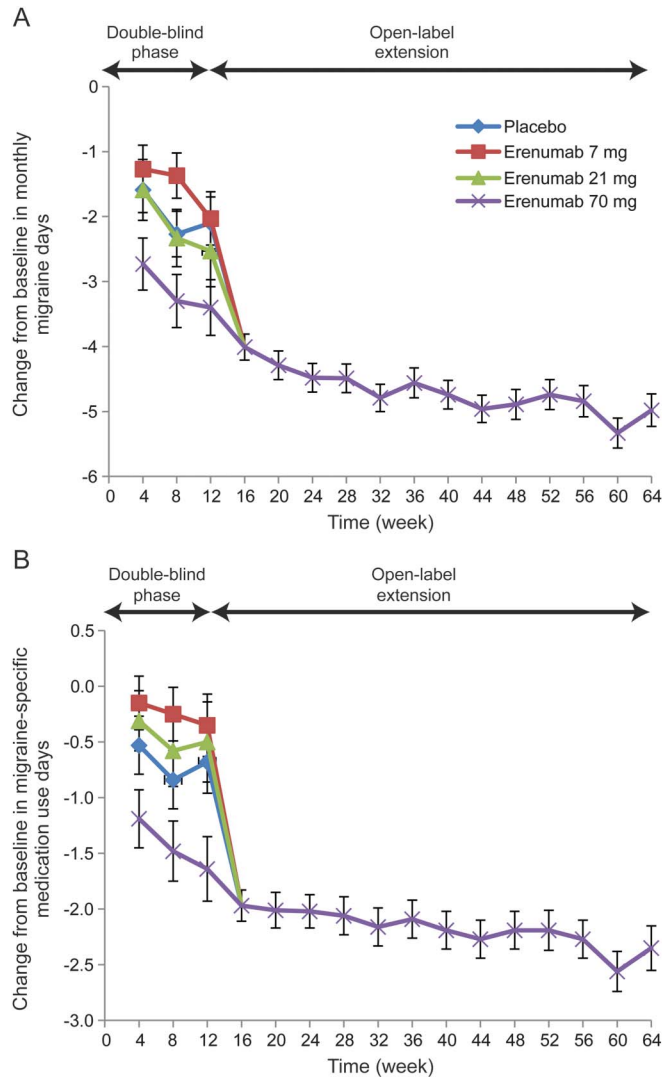 A
Double-blind
phase
Open-label
extension
0
-1
-2
-3
-4
-5
-6
Change from baseline in monthly
migraine days
Placebo
Erenumab 7 mg
Erenumab 21 mg
Erenumab 70 mg
0 4 8 12 16 20 24 28 32 36 40 44 48 52 56 60 64
Time (week)
B
Double-blind
phase
Open-label
extension
0.5
0.0
-0.5
-1.0
-1.5
-2.0
-2.5
-3.0
Change from baseline in migraine-specific
medication use days
0 4 8 12 16 20 24 28 32 36 40 44 48 52 56 60 64
Time (week)